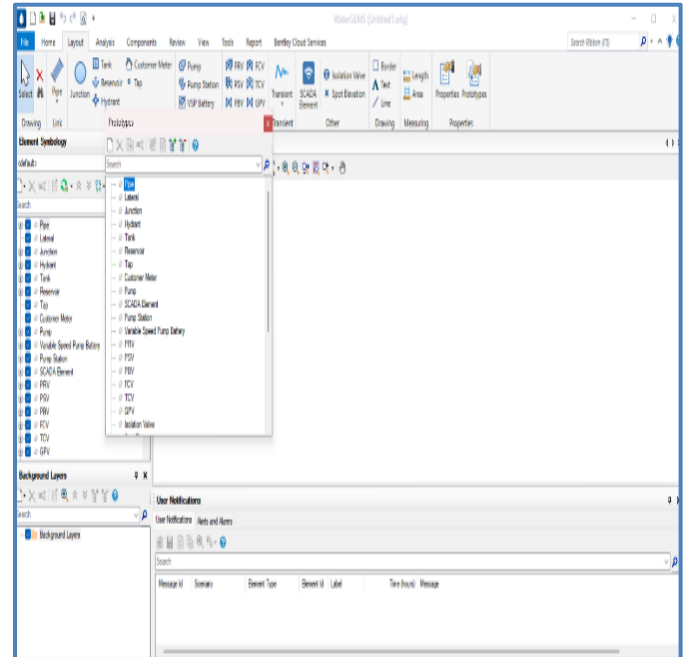 WaterGEMS [Untitled1.wtg]
File Home Layout Analysis Components Review View Tools Report Bentley Cloud Services Search Ribbon (F3)
Select Pipe Junction Tank Reservoir Hydrant Customer Meter Tap Pump Pump Station VSP Battery PRV PSV PBV FCV TCV GPV Transient SCADA Element Isolation Valve Spot Elevation Border Text Line Length Area Properties Prototypes
Drawing Link Transient Other Drawing Measuring Properties
Prototypes
Search
Pipe
Lateral
Junction
Hydrant
Tank
Reservoir
Tap
Customer Meter
Pump
SCADA Element
Pump Station
Variable Speed Pump Battery
PRV
PSV
PBV
FCV
TCV
GPV
Isolation Valve
Element Symbology
<default>
Search
Pipe
Lateral
Junction
Hydrant
Tank
Reservoir
Tap
Customer Meter
Pump
Variable Speed Pump Battery
Pump Station
SCADA Element
PRV
PSV
PBV
FCV
TCV
GPV
Background Layers
Search
Background Layers
User Notifications
User Notifications Alerts and Alarms
Search
Message Id Scenario Element Type Element Id Label Time (hours) Message